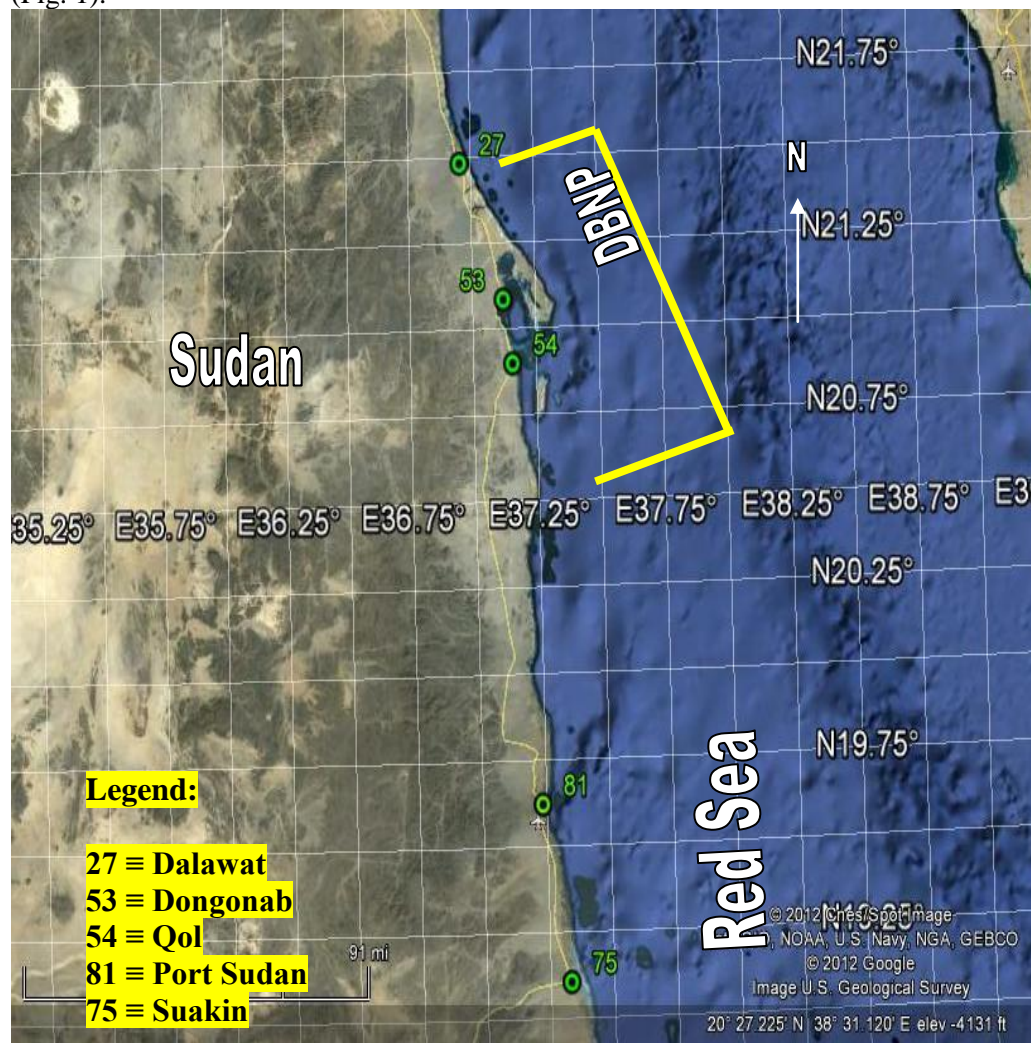 (Fig. 1).
N21.75°
27
N
DBNP
N21.25°
53
54
Sudan
N20.75°
35.25° E35.75° E36.25° E36.75° E37.25° E37.75° E38.25° E38.75° E3
N20.25°
N19.75°
Red Sea
81
Legend:
27 ≡ Dalawat
53 ≡ Dongonab
54 ≡ Qol
81 ≡ Port Sudan
75 ≡ Suakin
91 mi
75
N19.25°
© 2012 Cnes/Spot Image
NOAA, U.S. Navy, NGA, GEBCO
© 2012 Google
Image U.S. Geological Survey
20° 27.225' N 38° 31.120' E elev -4131 ft